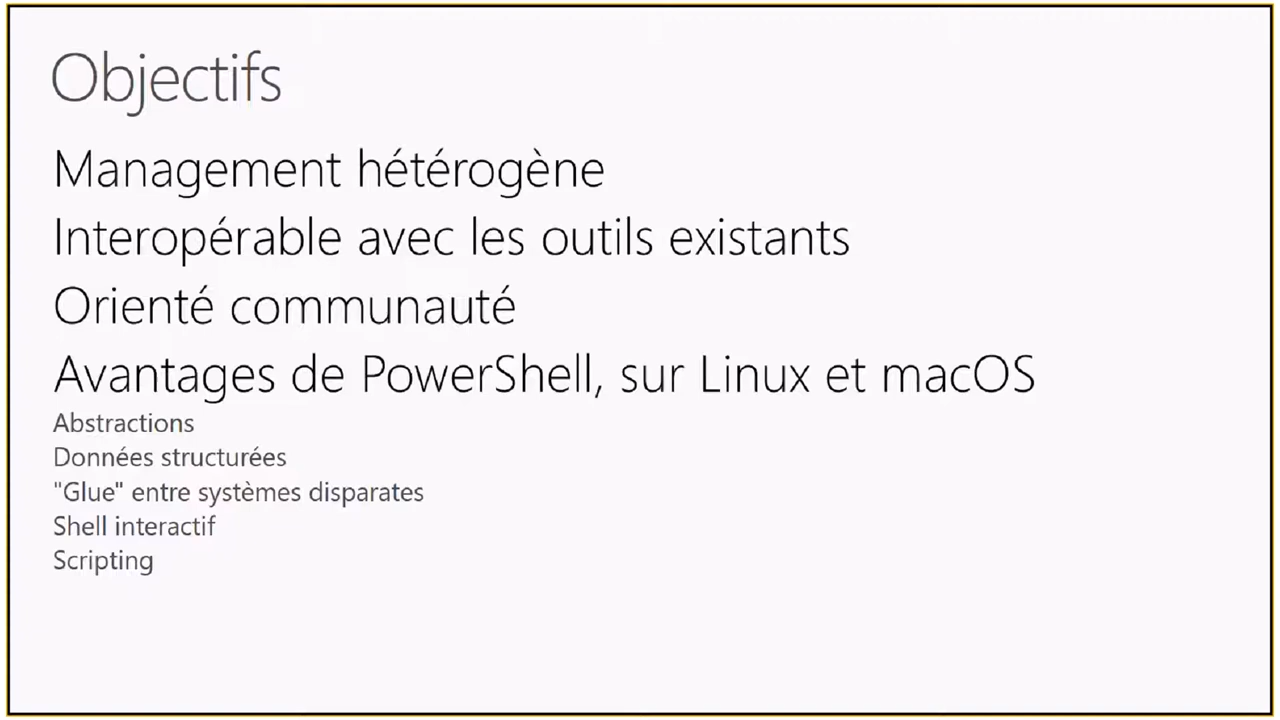 Objectifs
Management hétérogène
Interopérable avec les outils existants
Orienté communauté
Avantages de PowerShell, sur Linux et macOS
Abstractions
Données structurées
"Glue" entre systèmes disparates
Shell interactif
Scripting